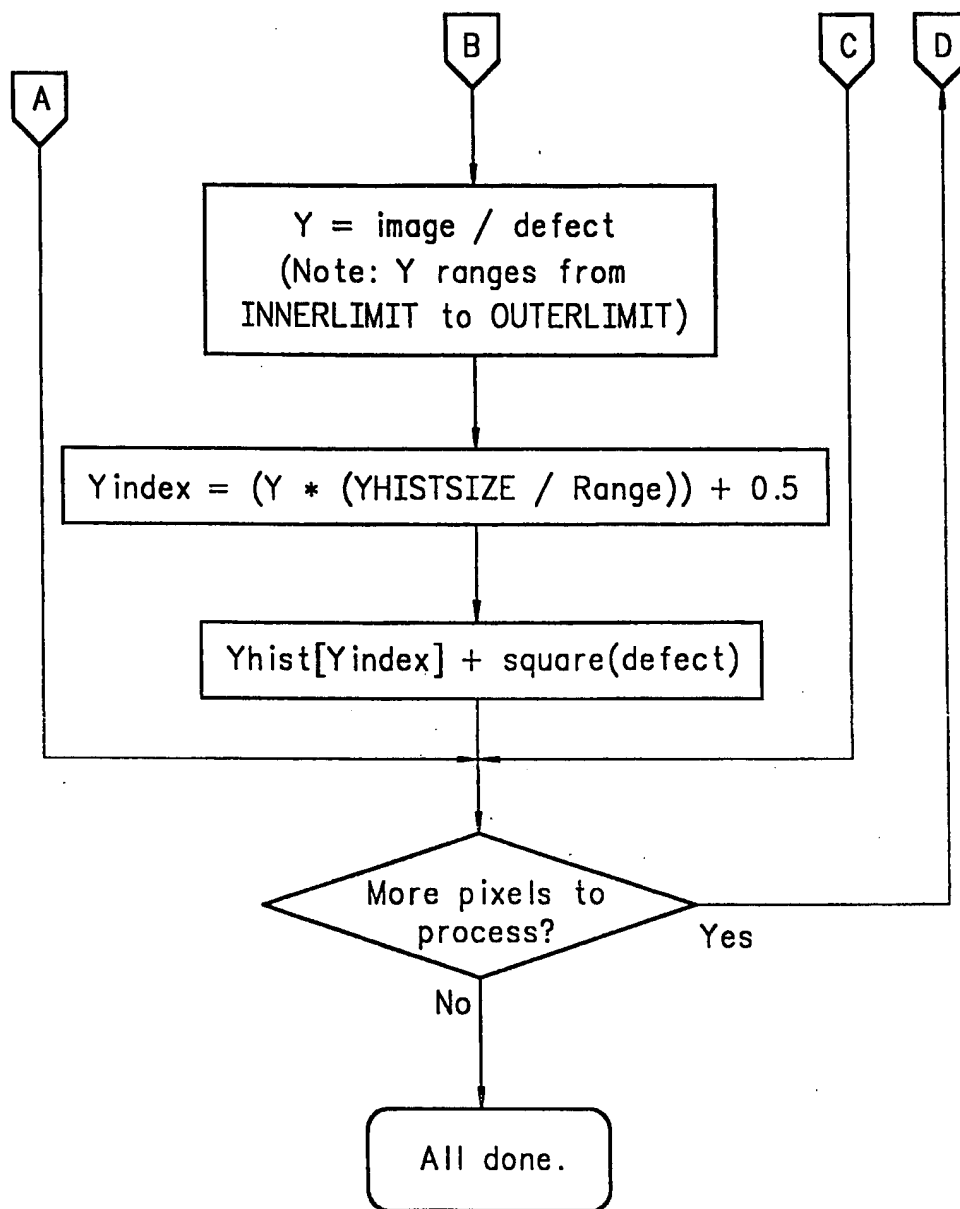 B
C
D
A
Y = image / defect
(Note: Y ranges from
INNERLIMIT to OUTERLIMIT)
Yindex = (Y * (YHISTSIZE / Range)) + 0.5
Yhist[Yindex] + square(defect)
More pixels to
process?
Yes
No
All done.